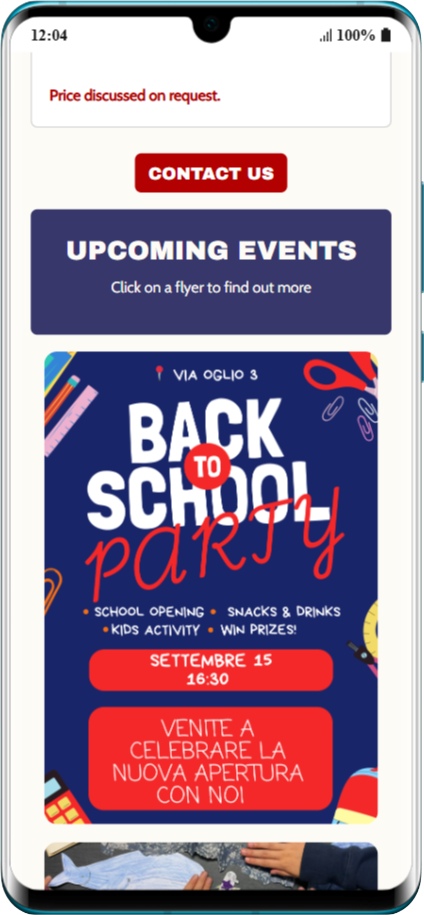 12:04 100%
Price discussed on request.
CONTACT US
UPCOMING EVENTS
Click on a flyer to find out more
VIA OGLIO 3
BACK
TO
SCHOOL
PARTY
• SCHOOL OPENING • SNACKS & DRINKS
• KIDS ACTIVITY • WIN PRIZES!
SETTEMBRE 15
16:30
VENITE A
CELEBRARE LA
NUOVA APERTURA
CON NOI